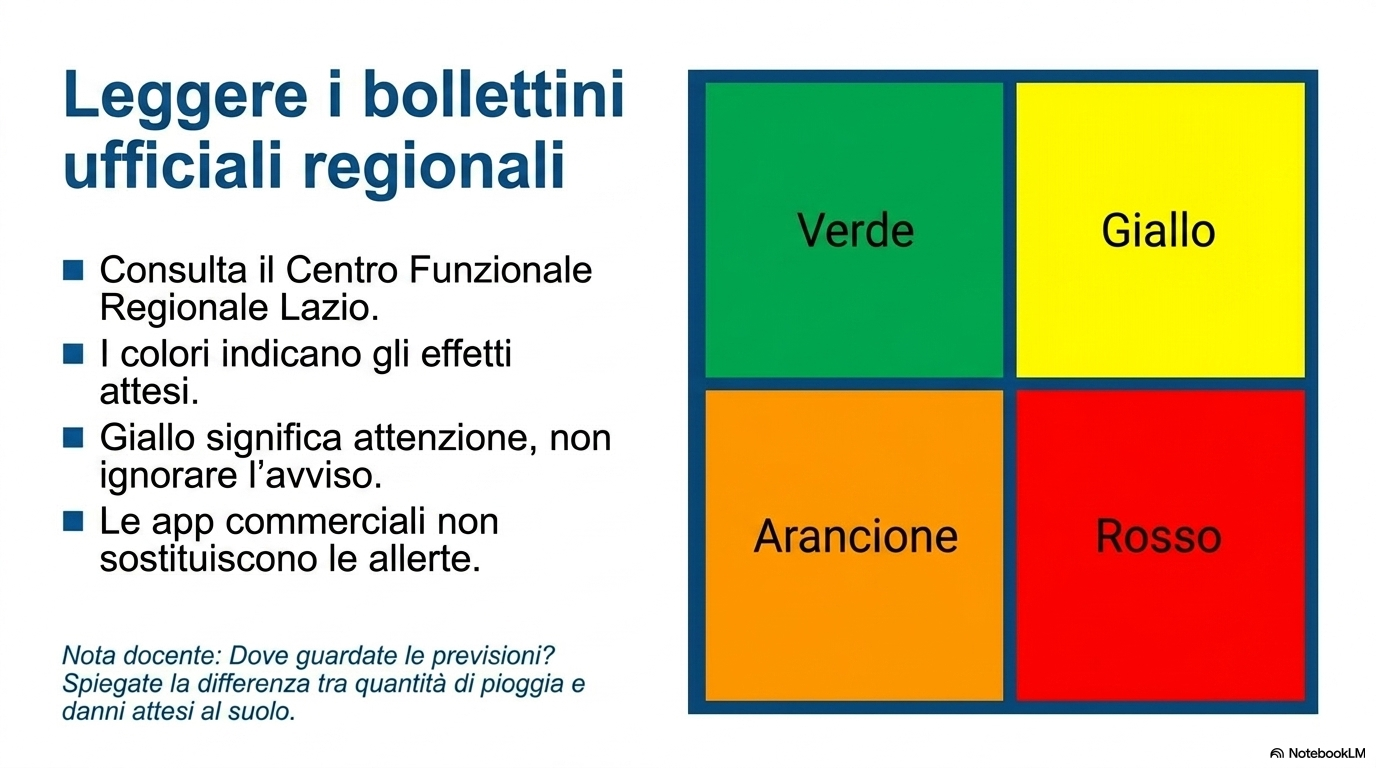 Leggere i bollettini
ufficiali regionali
Consulta il Centro Funzionale
Regionale Lazio.
I colori indicano gli effetti
attesi.
Giallo significa attenzione, non
ignorare l’avviso.
Le app commerciali non
sostituiscono le allerte.
Nota docente: Dove guardate le previsioni?
Spiegate la differenza tra quantità di pioggia e
danni attesi al suolo.
Verde
Giallo
Arancione
Rosso
NotebookLM